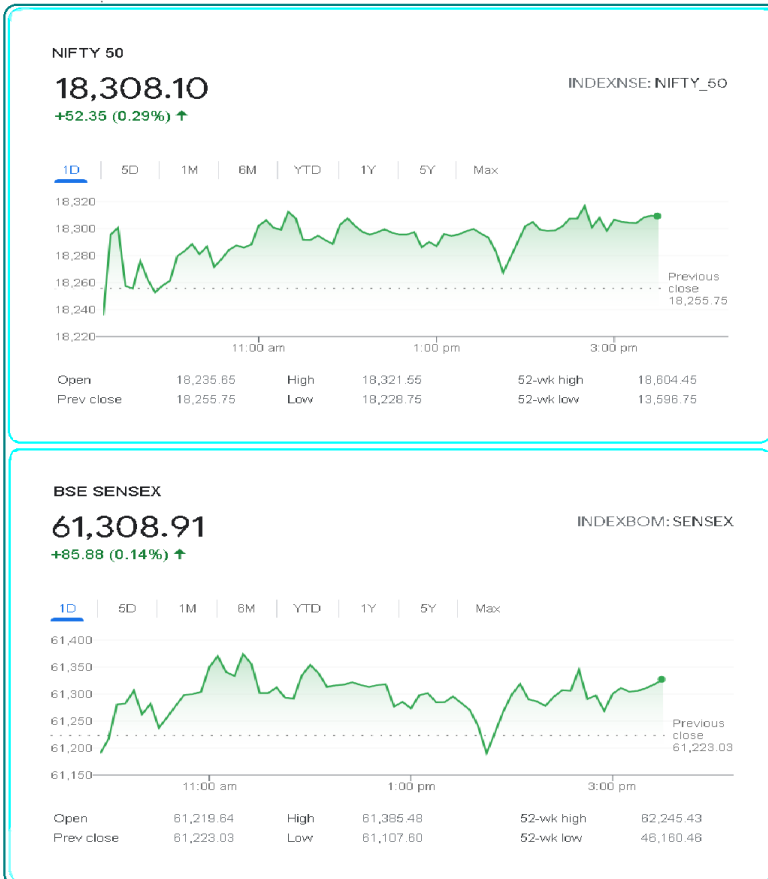 NIFTY 50
18,308.10
INDEXNSE: NIFTY_50
+52.35 (0.29%) ↑
1D 5D 1M 6M YTD 1Y 5Y Max
18,320
18,300
18,280
18,260
18,240
18,220
Previous
close
18,255.75
11:00 am 1:00 pm 3:00 pm
Open 18,235.65 High 18,321.55 52-wk high 18,604.45
Prev close 18,255.75 Low 18,228.75 52-wk low 13,596.75
BSE SENSEX
61,308.91
INDEXBOM: SENSEX
+85.88 (0.14%) ↑
1D 5D 1M 6M YTD 1Y 5Y Max
61,400
61,350
61,300
61,250
61,200
61,150
Previous
close
61,223.03
11:00 am 1:00 pm 3:00 pm
Open 61,219.64 High 61,385.48 52-wk high 62,245.43
Prev close 61,223.03 Low 61,107.60 52-wk low 46,160.46